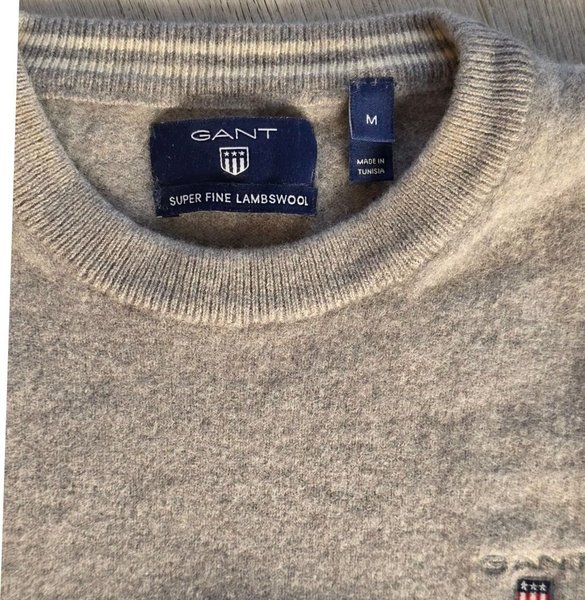 GANT
SUPER FINE LAMBSWOOL
M
MADE IN
TUNISIA
GANT